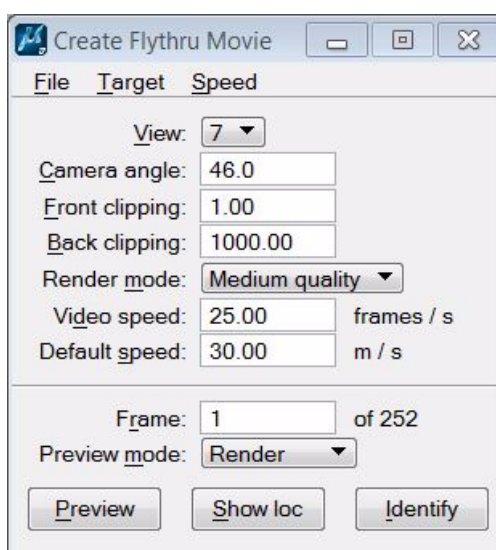 Create Flythru Movie
File Target Speed
View: 7
Camera angle: 46.0
Front clipping: 1.00
Back clipping: 1000.00
Render mode: Medium quality
Video speed: 25.00 frames / s
Default speed: 30.00 m / s
Frame: 1 of 252
Preview mode: Render
Preview Show loc Identify